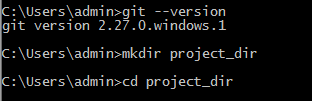 C:\Users\admin>git --version
git version 2.27.0.windows.1
C:\Users\admin>mkdir project_dir
C:\Users\admin>cd project_dir